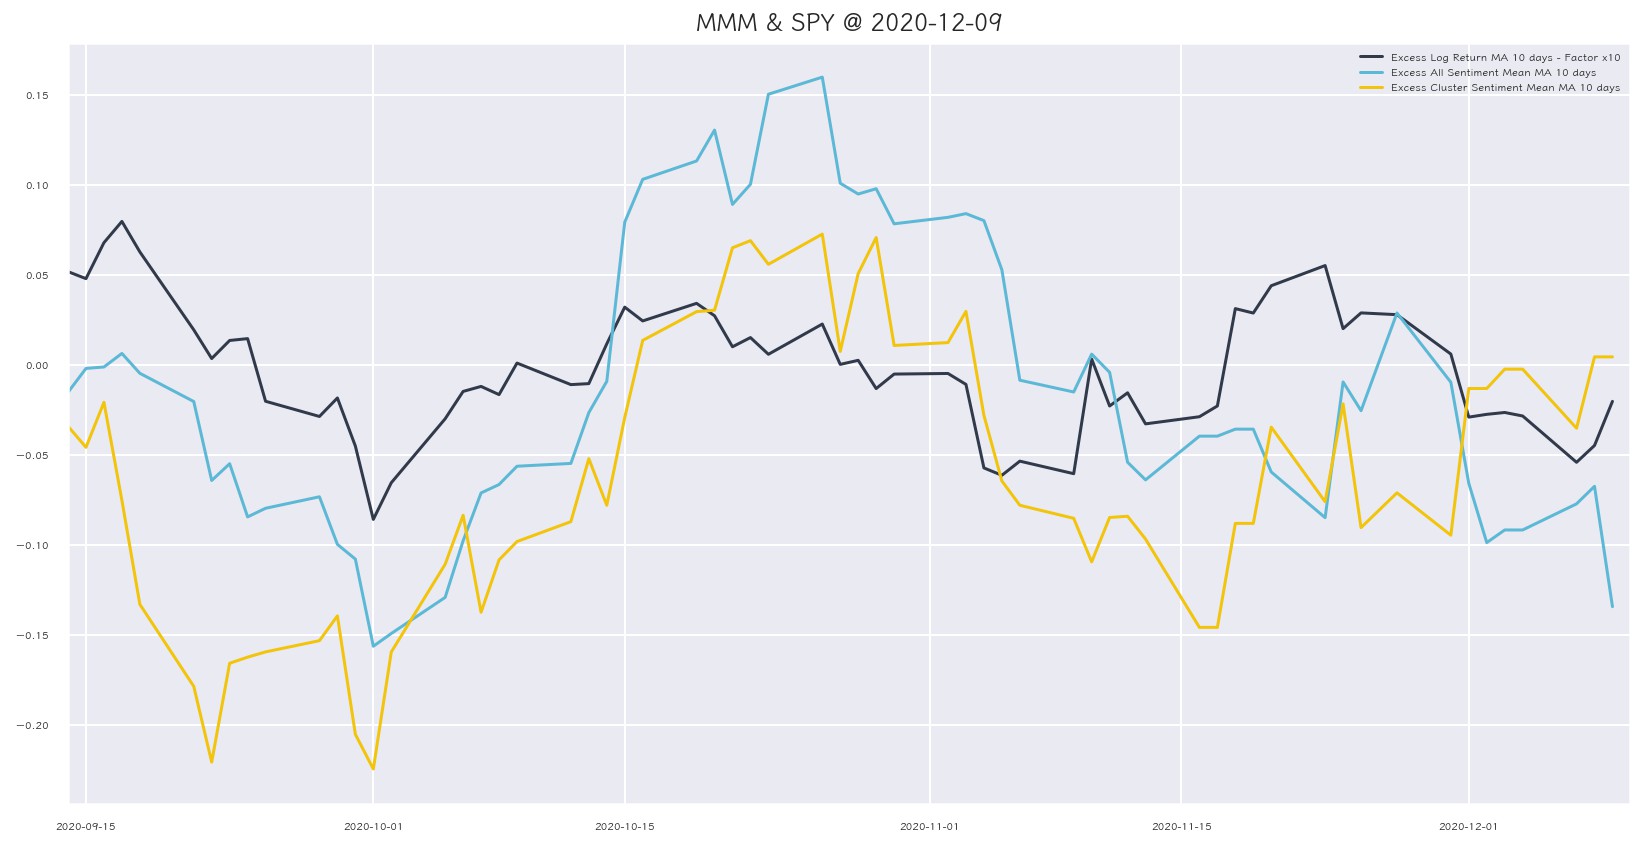 MMM & SPY @ 2020-12-09
Excess Log Return MA 10 days - Factor x10
Excess All Sentiment Mean MA 10 days
Excess Cluster Sentiment Mean MA 10 days
0.15
0.10
0.05
0.00
−0.05
−0.10
−0.15
−0.20
2020-09-15 2020-10-01 2020-10-15 2020-11-01 2020-11-15 2020-12-01